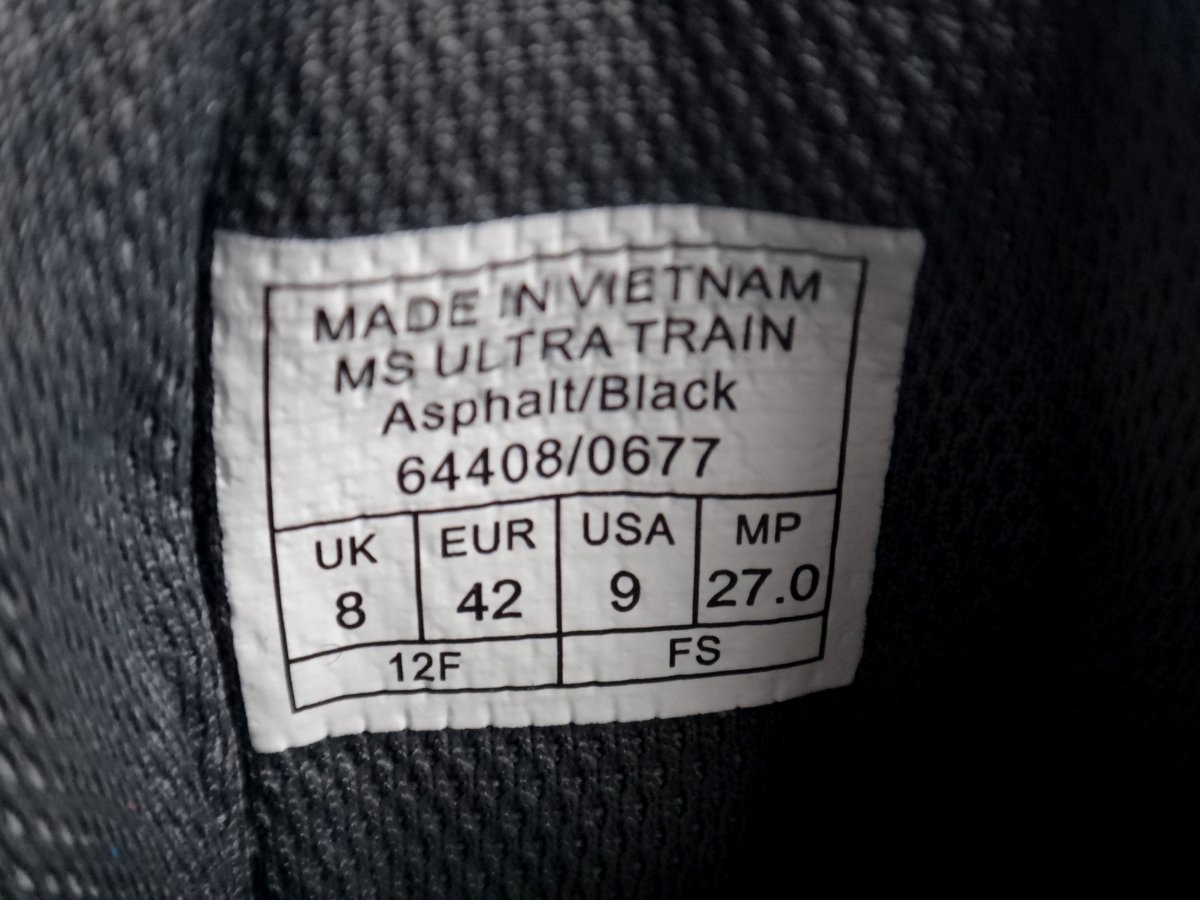 MADE IN VIETNAM
MS ULTRA TRAIN
Asphalt/Black
64408/0677
UK EUR USA MP
8 42 9 27.0
12F FS